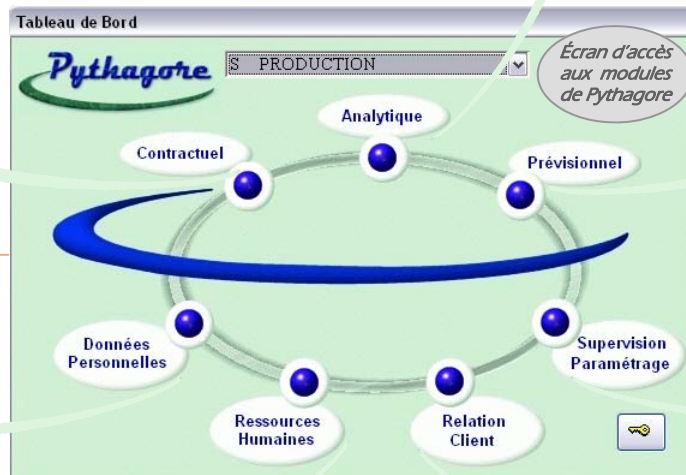 Tableau de Bord
Pythagore
S PRODUCTION
Écran d'accès
aux modules
de Pythagore
Analytique
Contractuel
Prévisionnel
Données
Personnelles
Supervision
Paramétrage
Ressources
Humaines
Relation
Client